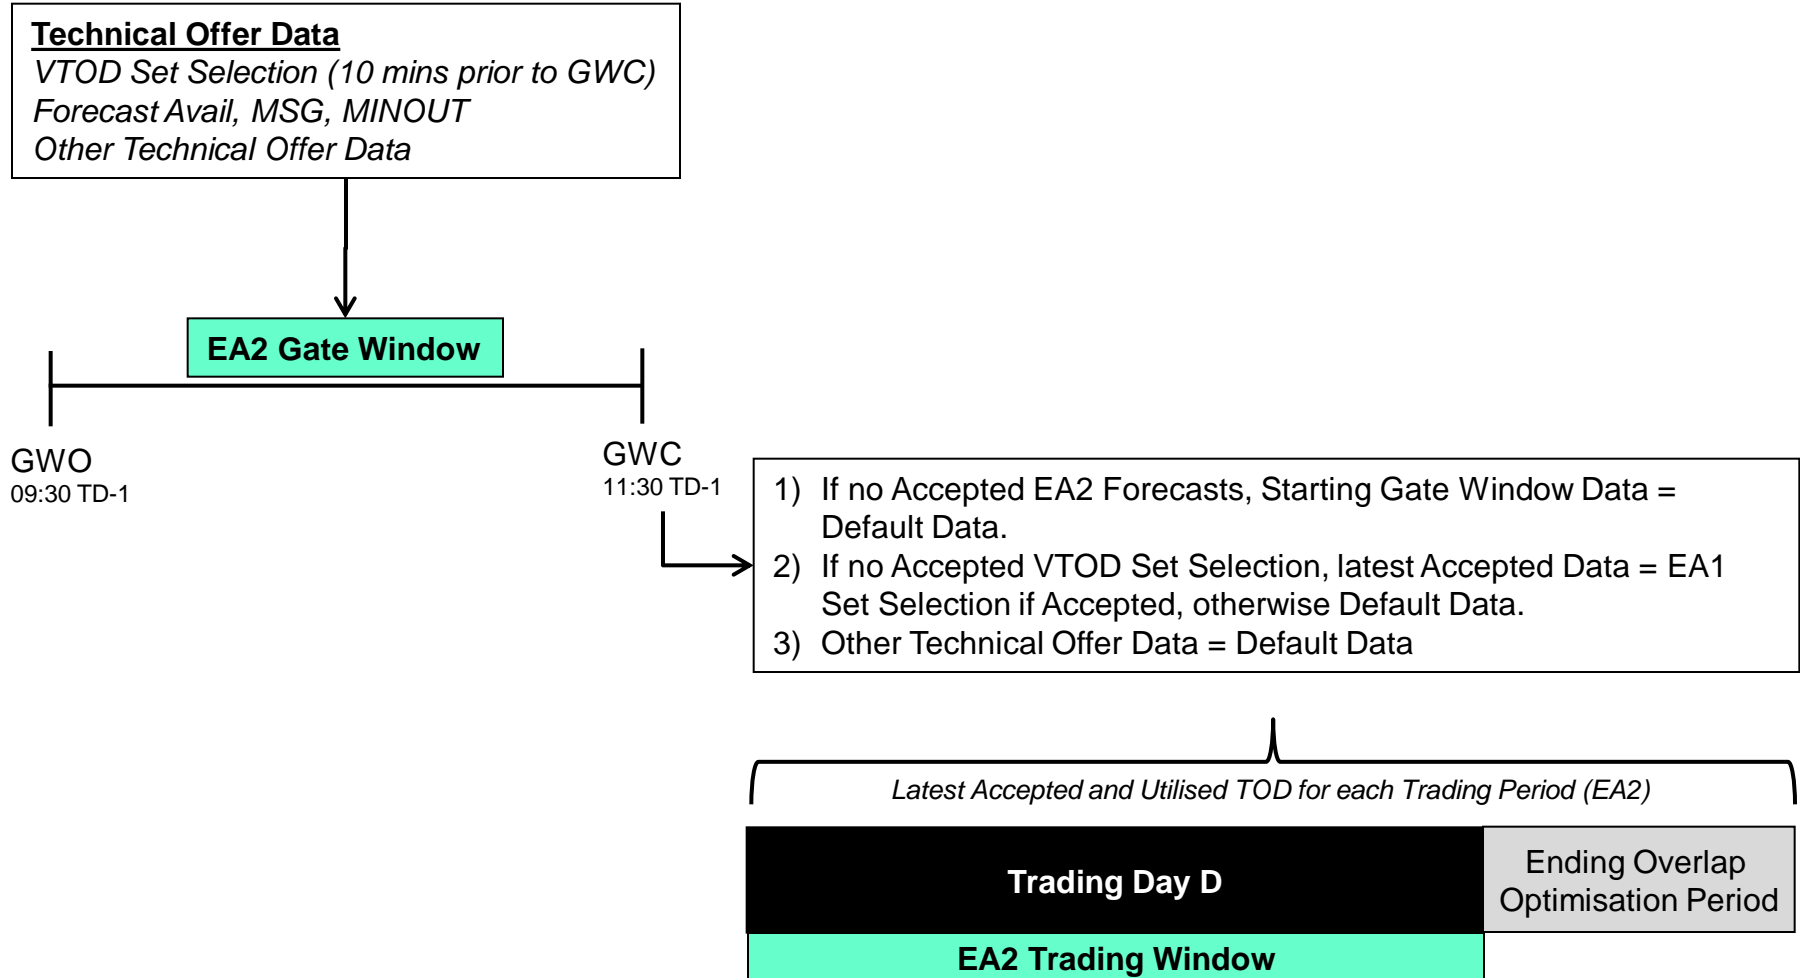 Technical Offer Data
VTOD Set Selection (10 mins prior to GWC)
Forecast Avail, MSG, MINOUT
Other Technical Offer Data
EA2 Gate Window
GWO
09:30 TD-1
GWC
11:30 TD-1
1) If no Accepted EA2 Forecasts, Starting Gate Window Data =
Default Data.
2) If no Accepted VTOD Set Selection, latest Accepted Data = EA1
Set Selection if Accepted, otherwise Default Data.
3) Other Technical Offer Data = Default Data
Latest Accepted and Utilised TOD for each Trading Period (EA2)
Trading Day D
Ending Overlap
Optimisation Period
EA2 Trading Window